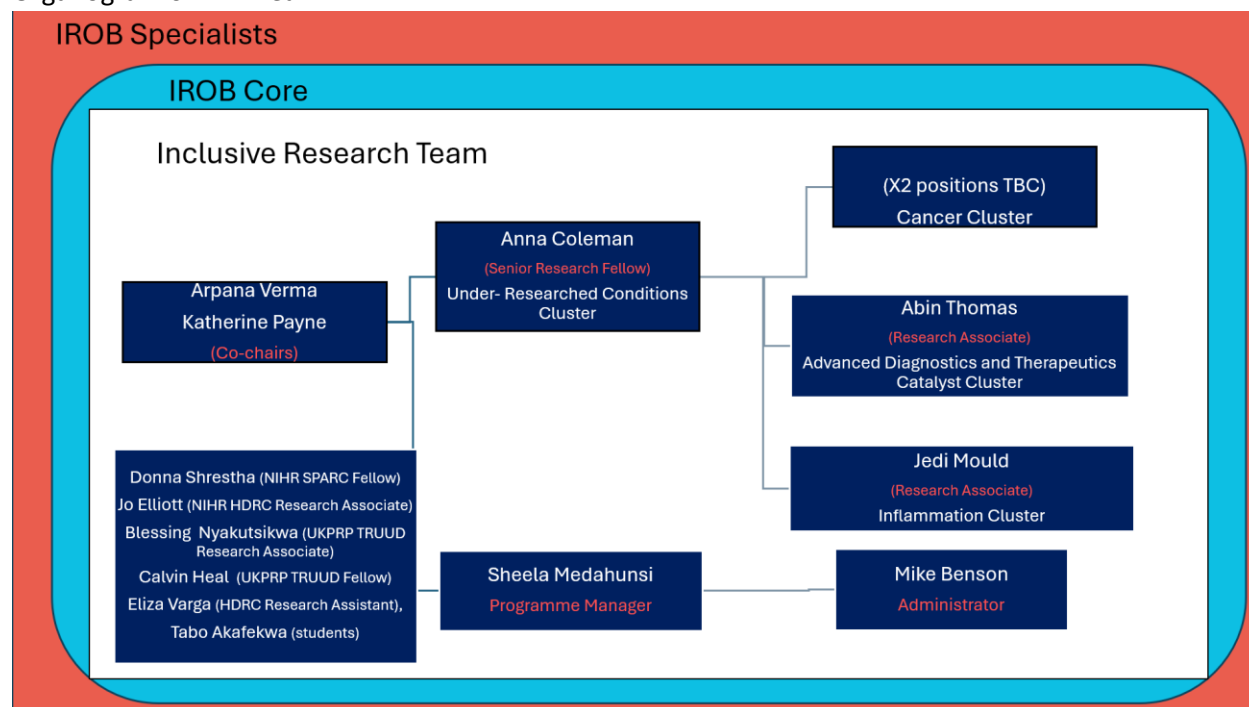 IROB Specialists
IROB Core
Inclusive Research Team
Arpana Verma
Katherine Payne
(Co-chairs)
Anna Coleman
(Senior Research Fellow)
Under- Researched Conditions
Cluster
(X2 positions TBC)
Cancer Cluster
Abin Thomas
(Research Associate)
Advanced Diagnostics and Therapeutics
Catalyst Cluster
Jedi Mould
(Research Associate)
Inflammation Cluster
Donna Shrestha (NIHR SPARC Fellow)
Jo Elliott (NIHR HDRC Research Associate)
Blessing Nyakutsikwa (UKPRP TRUUD
Research Associate)
Calvin Heal (UKPRP TRUUD Fellow)
Eliza Varga (HDRC Research Assistant),
Tabo Akafekwa (students)
Sheela Medahunsi
Programme Manager
Mike Benson
Administrator